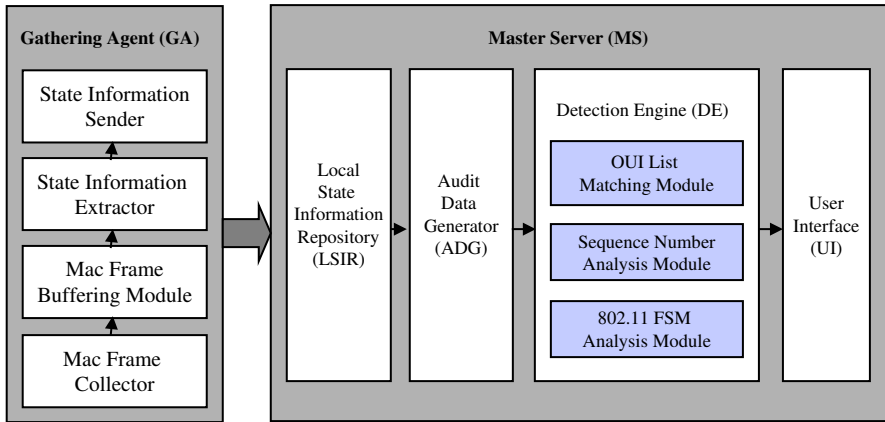 Gathering Agent (GA)
State Information
Sender
State Information
Extractor
Mac Frame
Buffering Module
Mac Frame
Collector
Master Server (MS)
Local
State
Information
Repository
(LSIR)
Audit
Data
Generator
(ADG)
Detection Engine (DE)
OUI List
Matching Module
Sequence Number
Analysis Module
802.11 FSM
Analysis Module
User
Interface
(UI)